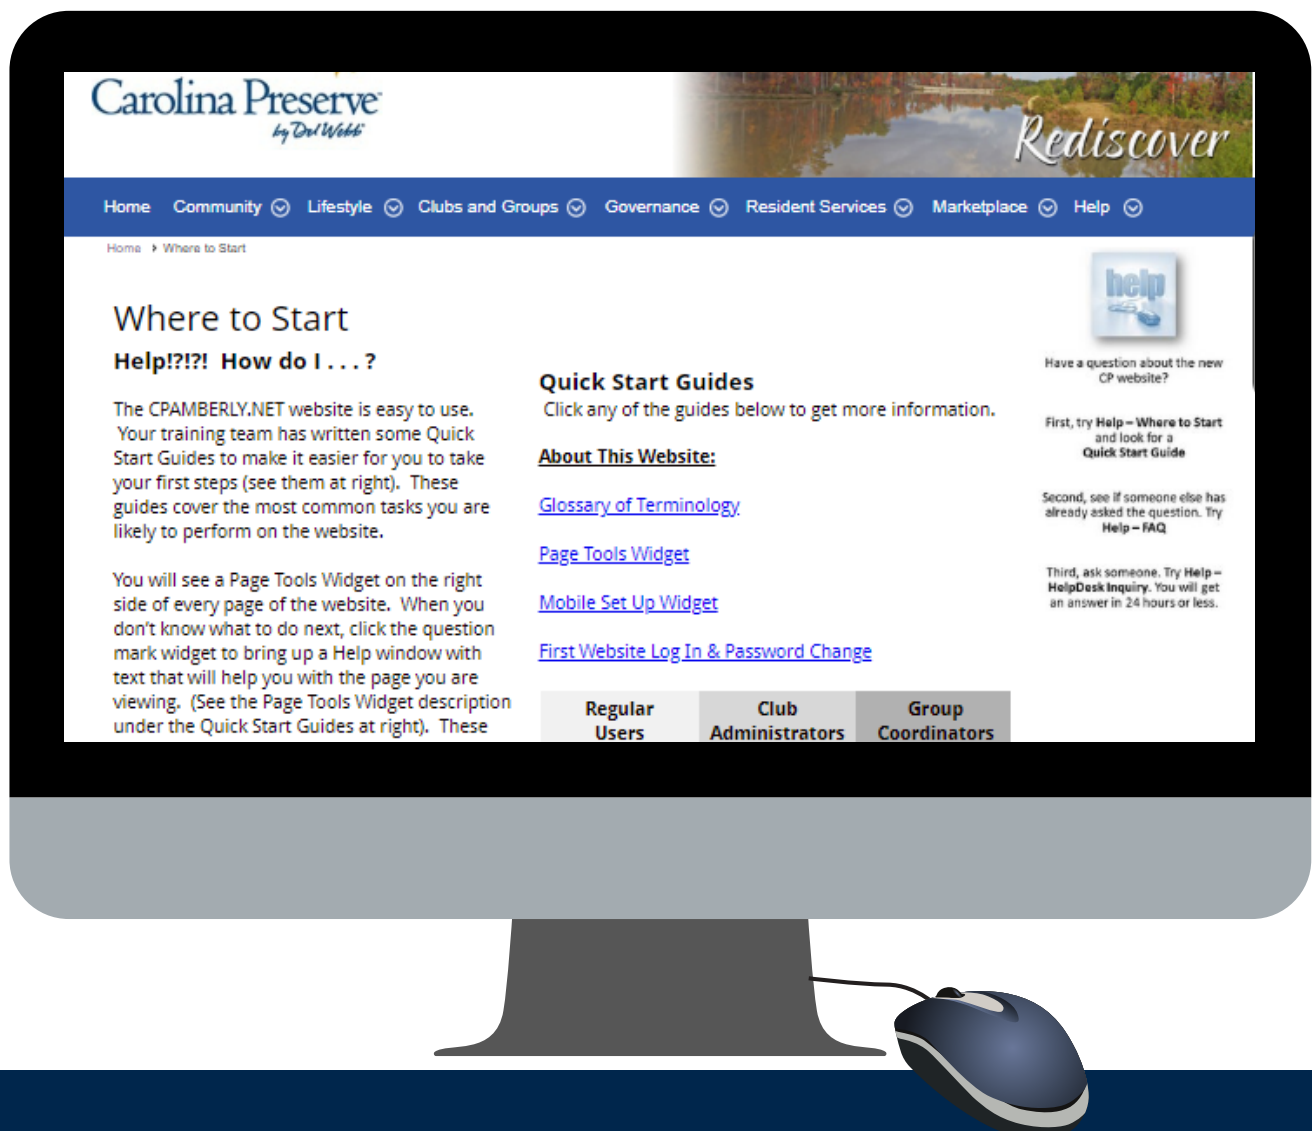 Carolina Preserve
by Del Webb
Rediscover
Home Community Lifestyle Clubs and Groups Governance Resident Services Marketplace Help
Home Where to Start
Where to Start
Help!?!?! How do I . . . ?
The CPAMBERLY.NET website is easy to use.
Your training team has written some Quick
Start Guides to make it easier for you to take
your first steps (see them at right). These
guides cover the most common tasks you are
likely to perform on the website.
You will see a Page Tools Widget on the right
side of every page of the website. When you
don't know what to do next, click the question
mark widget to bring up a Help window with
text that will help you with the page you are
viewing. (See the Page Tools Widget description
under the Quick Start Guides at right). These
Quick Start Guides
Click any of the guides below to get more information.
About This Website:
Glossary of Terminology
Page Tools Widget
Mobile Set Up Widget
First Website Log In & Password Change
Regular Club Group
Users Administrators Coordinators
help
Have a question about the new
CP website?
First, try Help – Where to Start
and look for a
Quick Start Guide
Second, see if someone else has
already asked the question. Try
Help – FAQ
Third, ask someone. Try Help –
HelpDesk Inquiry. You will get
an answer in 24 hours or less.